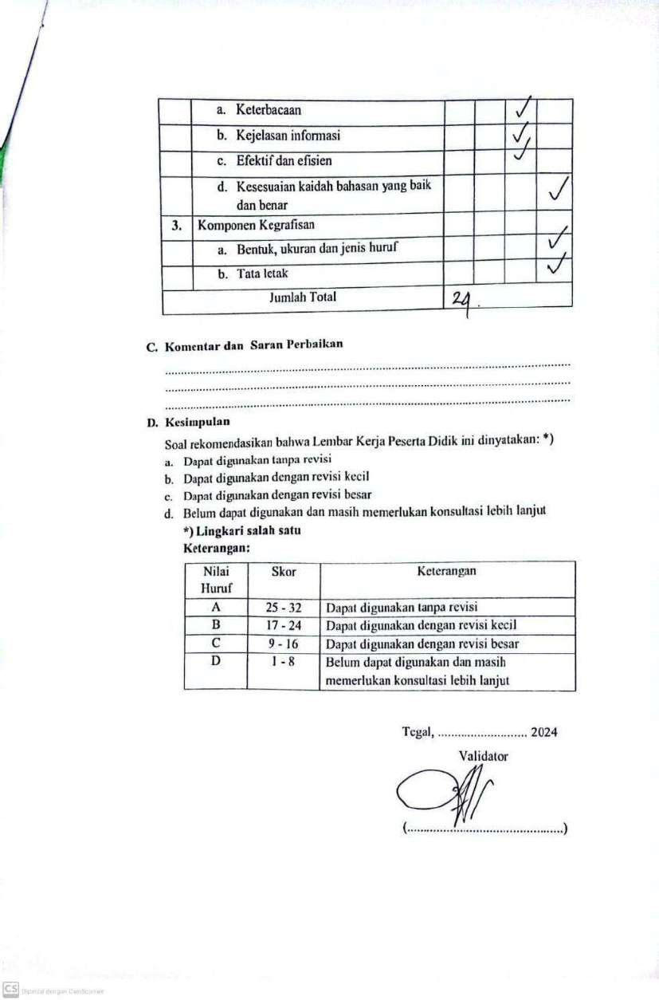 a. Keterbacaan
b. Kejelasan informasi
c. Efektif dan efisien
d. Kesesuaian kaidah bahasan yang baik
dan benar
3. Komponen Kegrafisan
a. Bentuk, ukuran dan jenis huruf
b. Tata letak
Jumlah Total
C. Komentar dan Saran Perbaikan
D. Kesimpulan
Soal rekomendasikan bahwa Lembar Kerja Peserta Didik ini dinyatakan: *)
a. Dapat digunakan tanpa revisi
b. Dapat digunakan dengan revisi kecil
c. Dapat digunakan dengan revisi besar
d. Belum dapat digunakan dan masih memerlukan konsultasi lebih lanjut
*) Lingkari salah satu
Keterangan:
Nilai Huruf Skor Keterangan
A 25 - 32 Dapat digunakan tanpa revisi
B 17 - 24 Dapat digunakan dengan revisi kecil
C 9 - 16 Dapat digunakan dengan revisi besar
D 1 - 8 Belum dapat digunakan dan masih
memerlukan konsultasi lebih lanjut
Tegal, ........................... 2024
Validator
(................................................)
CS Dipindai dengan CamScanner